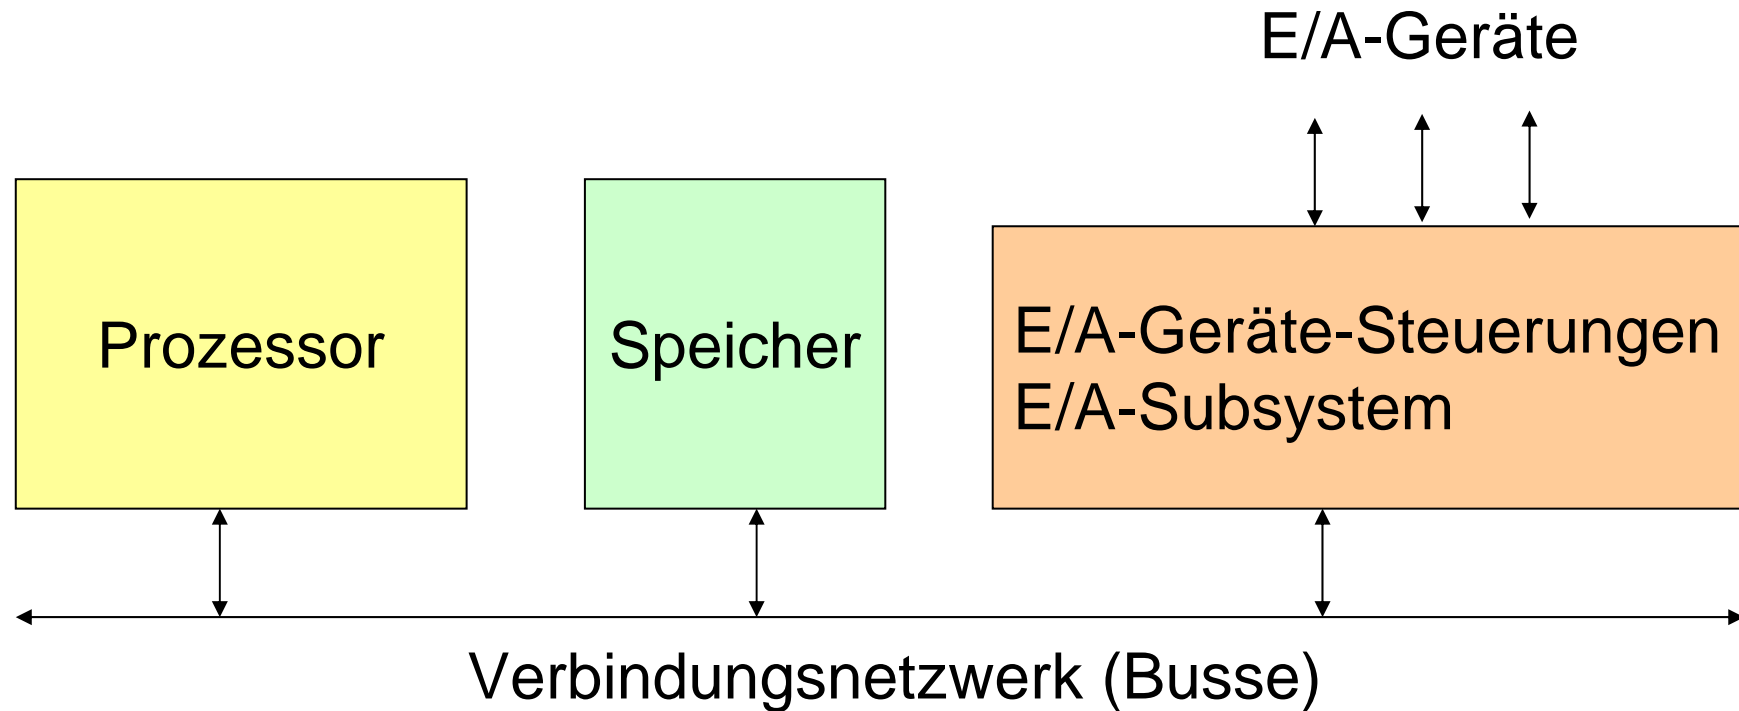 E/A-Geräte
Prozessor
Speicher
E/A-Geräte-Steuerungen
E/A-Subsystem
Verbindungsnetzwerk (Busse)